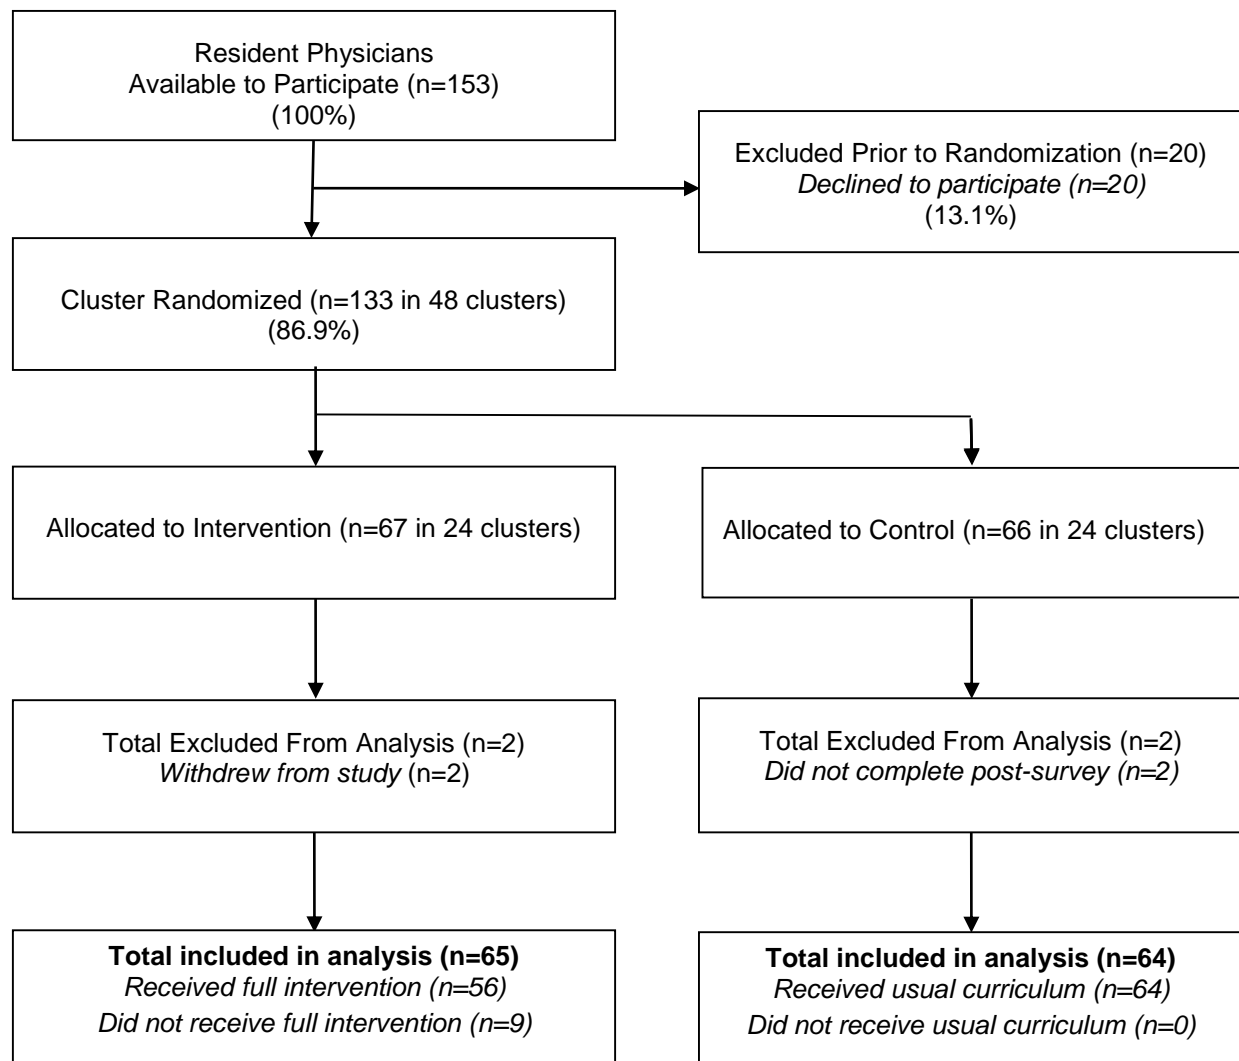 Resident Physicians
Available to Participate (n=153)
(100%)
Excluded Prior to Randomization (n=20)
Declined to participate (n=20)
(13.1%)
Cluster Randomized (n=133 in 48 clusters)
(86.9%)
Allocated to Intervention (n=67 in 24 clusters)
Allocated to Control (n=66 in 24 clusters)
Total Excluded From Analysis (n=2)
Withdrew from study (n=2)
Total Excluded From Analysis (n=2)
Did not complete post-survey (n=2)
Total included in analysis (n=65)
Received full intervention (n=56)
Did not receive full intervention (n=9)
Total included in analysis (n=64)
Received usual curriculum (n=64)
Did not receive usual curriculum (n=0)